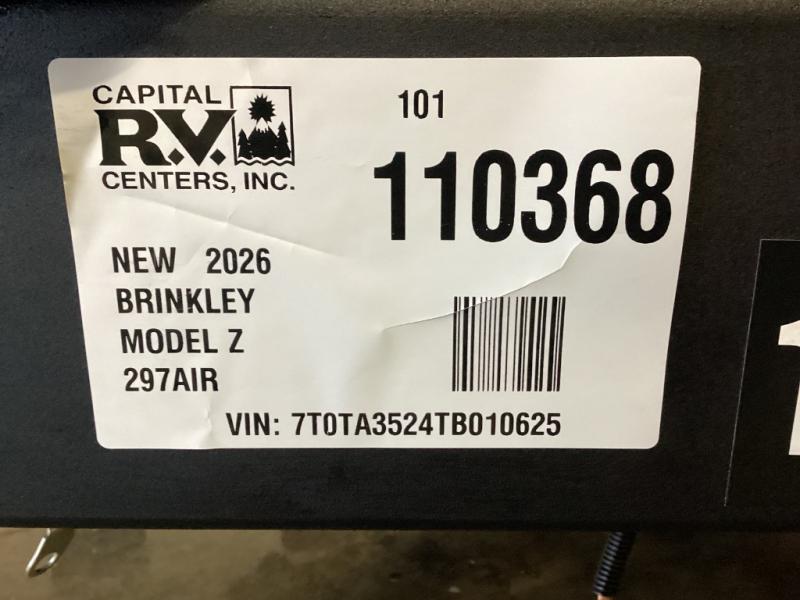 CAPITAL
R.V.
CENTERS, INC.
101
110368
NEW 2026
BRINKLEY
MODEL Z
297AIR
VIN: 7T0TA3524TB010625